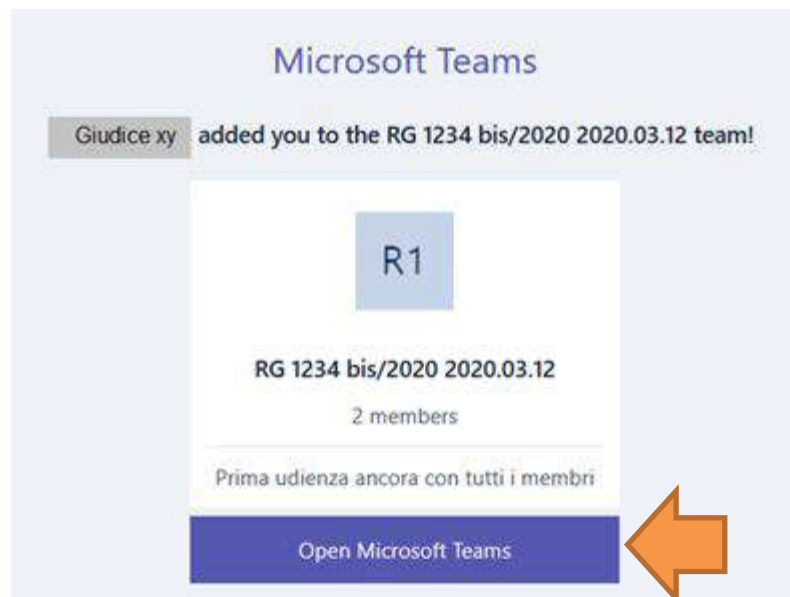 Microsoft Teams
Giudice xy added you to the RG 1234 bis/2020 2020.03.12 team!
R1
RG 1234 bis/2020 2020.03.12
2 members
Prima udienza ancora con tutti i membri
Open Microsoft Teams